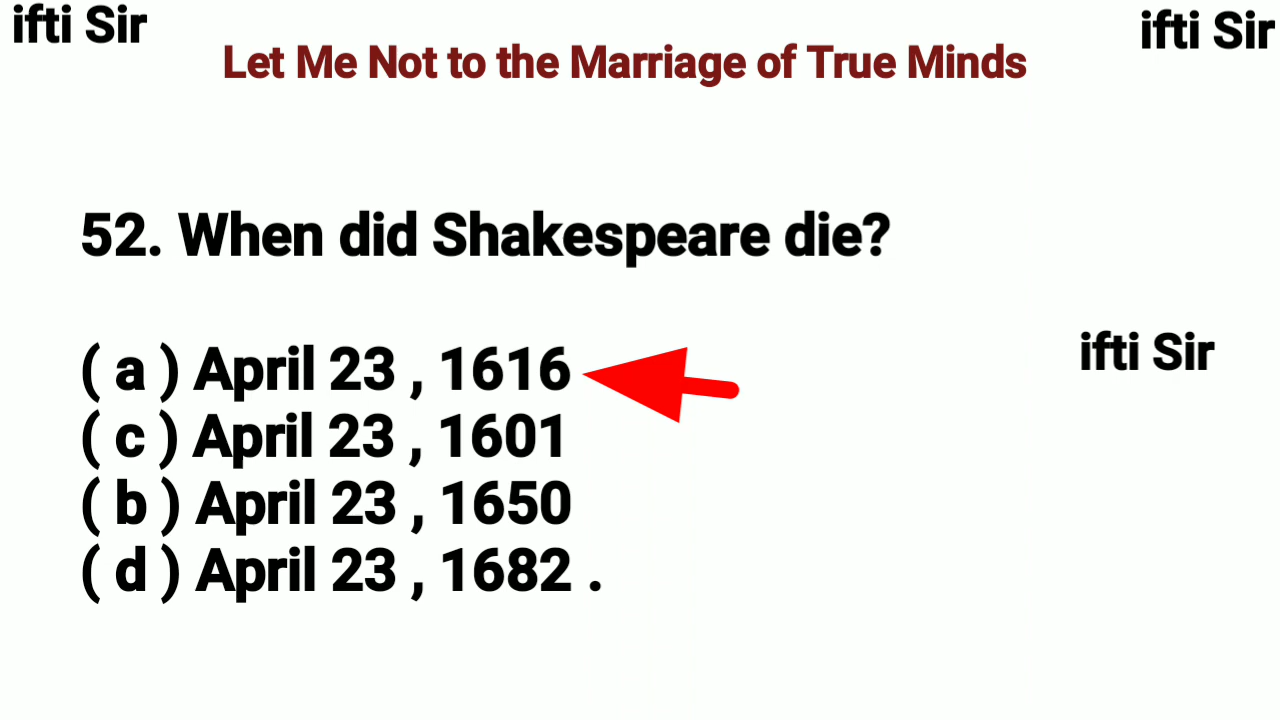 ifti Sir
ifti Sir
Let Me Not to the Marriage of True Minds
52. When did Shakespeare die?
( a ) April 23 , 1616
ifti Sir
( c ) April 23 , 1601
( b ) April 23 , 1650
( d ) April 23 , 1682 .